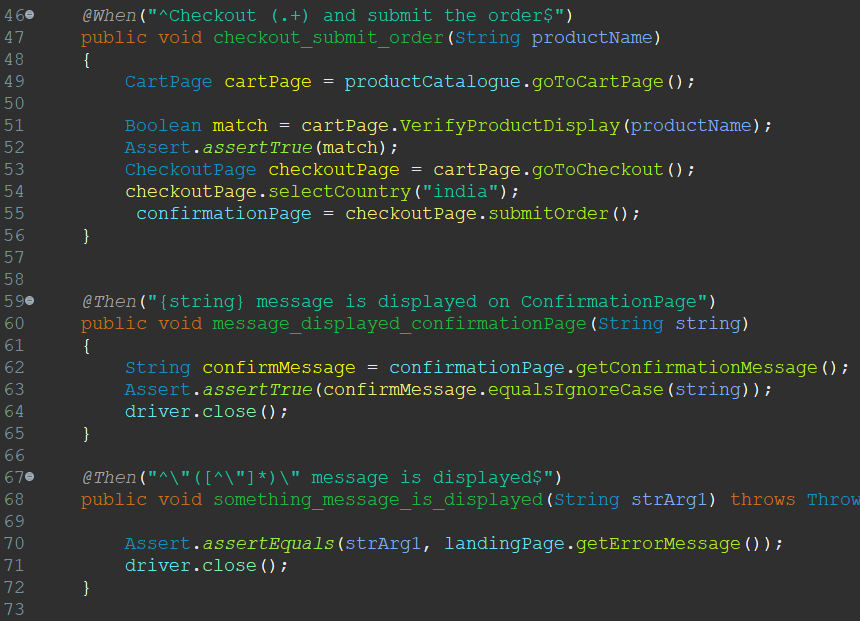 46 @When("^Checkout (.+) and submit the order$")
47 public void checkout_submit_order(String productName)
48 {
49 CartPage cartPage = productCatalogue.goToCartPage();
50
51 Boolean match = cartPage.VerifyProductDisplay(productName);
52 Assert.assertTrue(match);
53 CheckoutPage checkoutPage = cartPage.goToCheckout();
54 checkoutPage.selectCountry("india");
55 confirmationPage = checkoutPage.submitOrder();
56 }
57
58
59 @Then("{string} message is displayed on ConfirmationPage")
60 public void message_displayed_confirmationPage(String string)
61 {
62 String confirmMessage = confirmationPage.getConfirmationMessage();
63 Assert.assertTrue(confirmMessage.equalsIgnoreCase(string));
64 driver.close();
65 }
66
67 @Then("^\"([^\"]*)\" message is displayed$")
68 public void something_message_is_displayed(String strArg1) throws Throw
69
70 Assert.assertEquals(strArg1, landingPage.getErrorMessage());
71 driver.close();
72 }
73